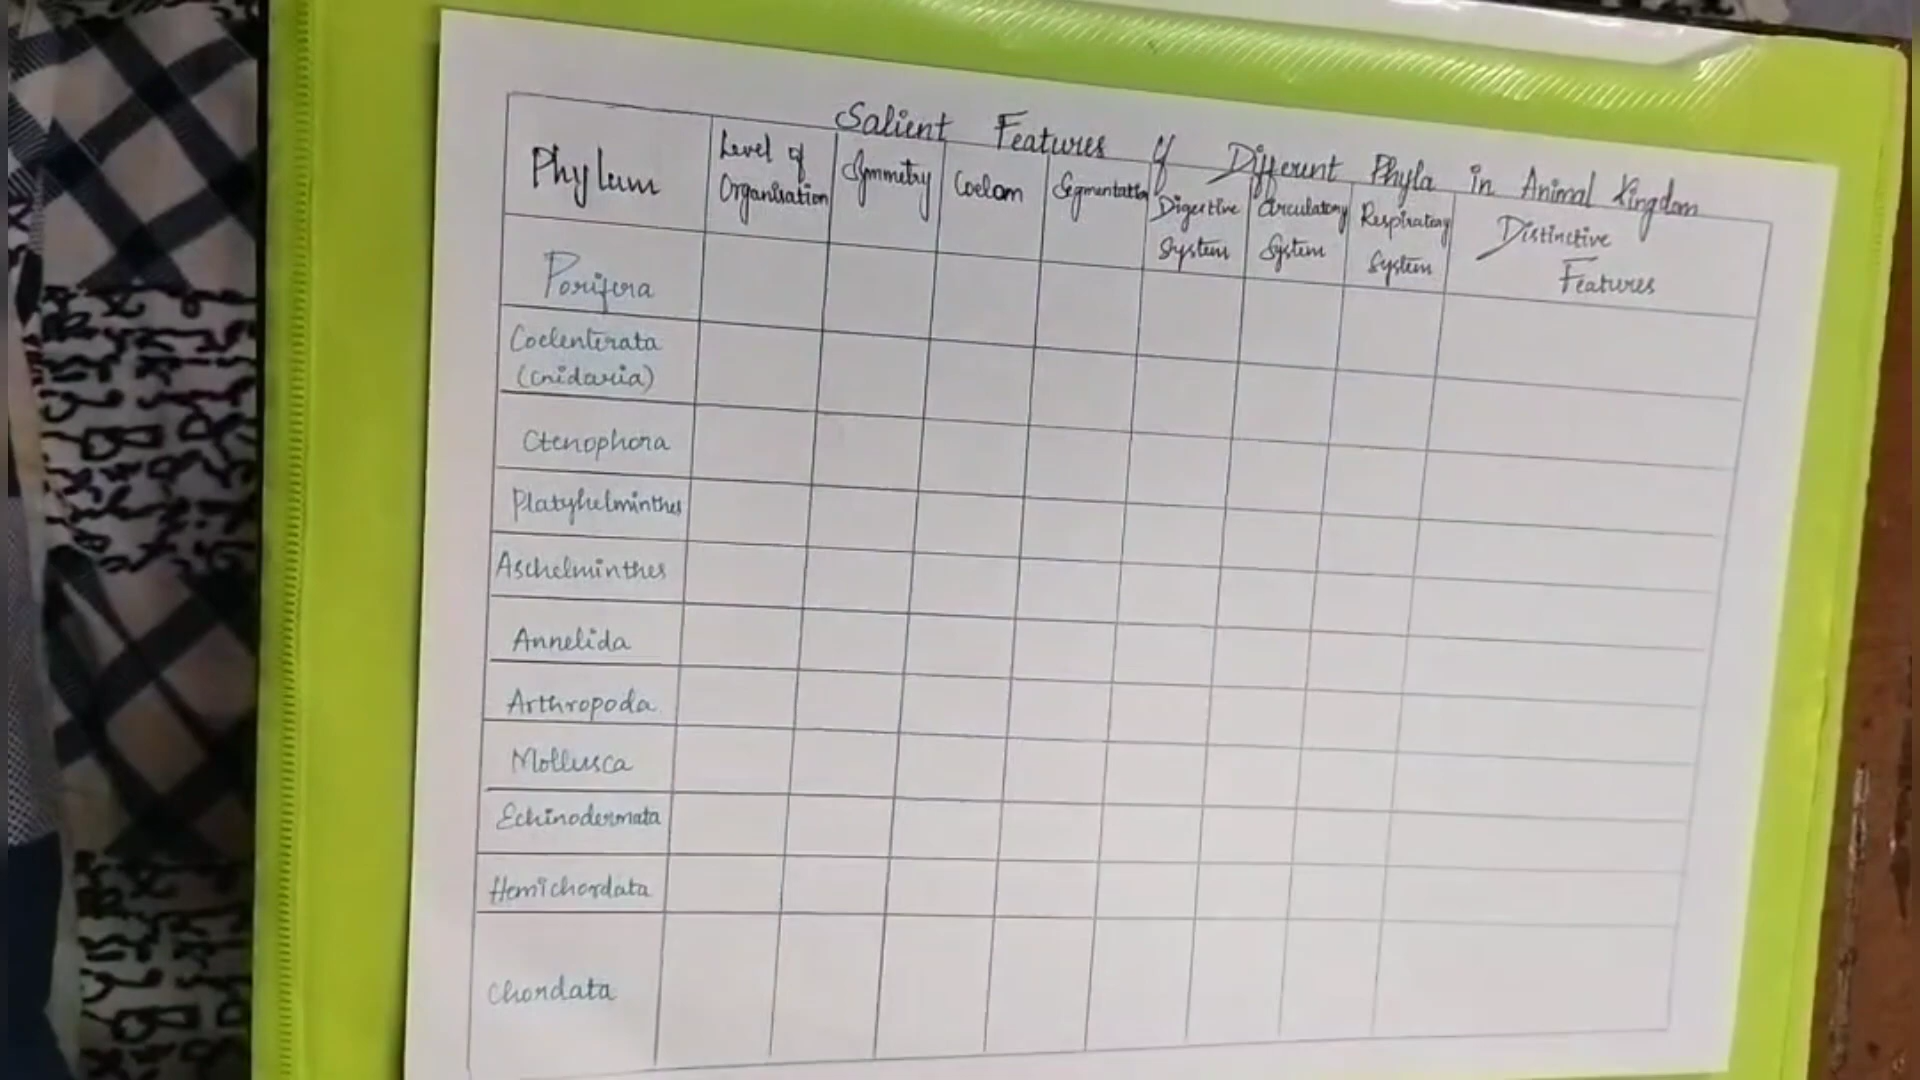 Salient Features of Different Phyla in Animal Kingdom
Phylum
Level of
Organisation
Symmetry
Coelom
Segmentation
Digestive
System
Circulatory
System
Respiratory
System
Distinctive
Features
Porifera
Coelenterata
(Cnidaria)
Ctenophora
Platyhelminthes
Aschelminthes
Annelida
Arthropoda
Mollusca
Echinodermata
Hemichordata
Chordata